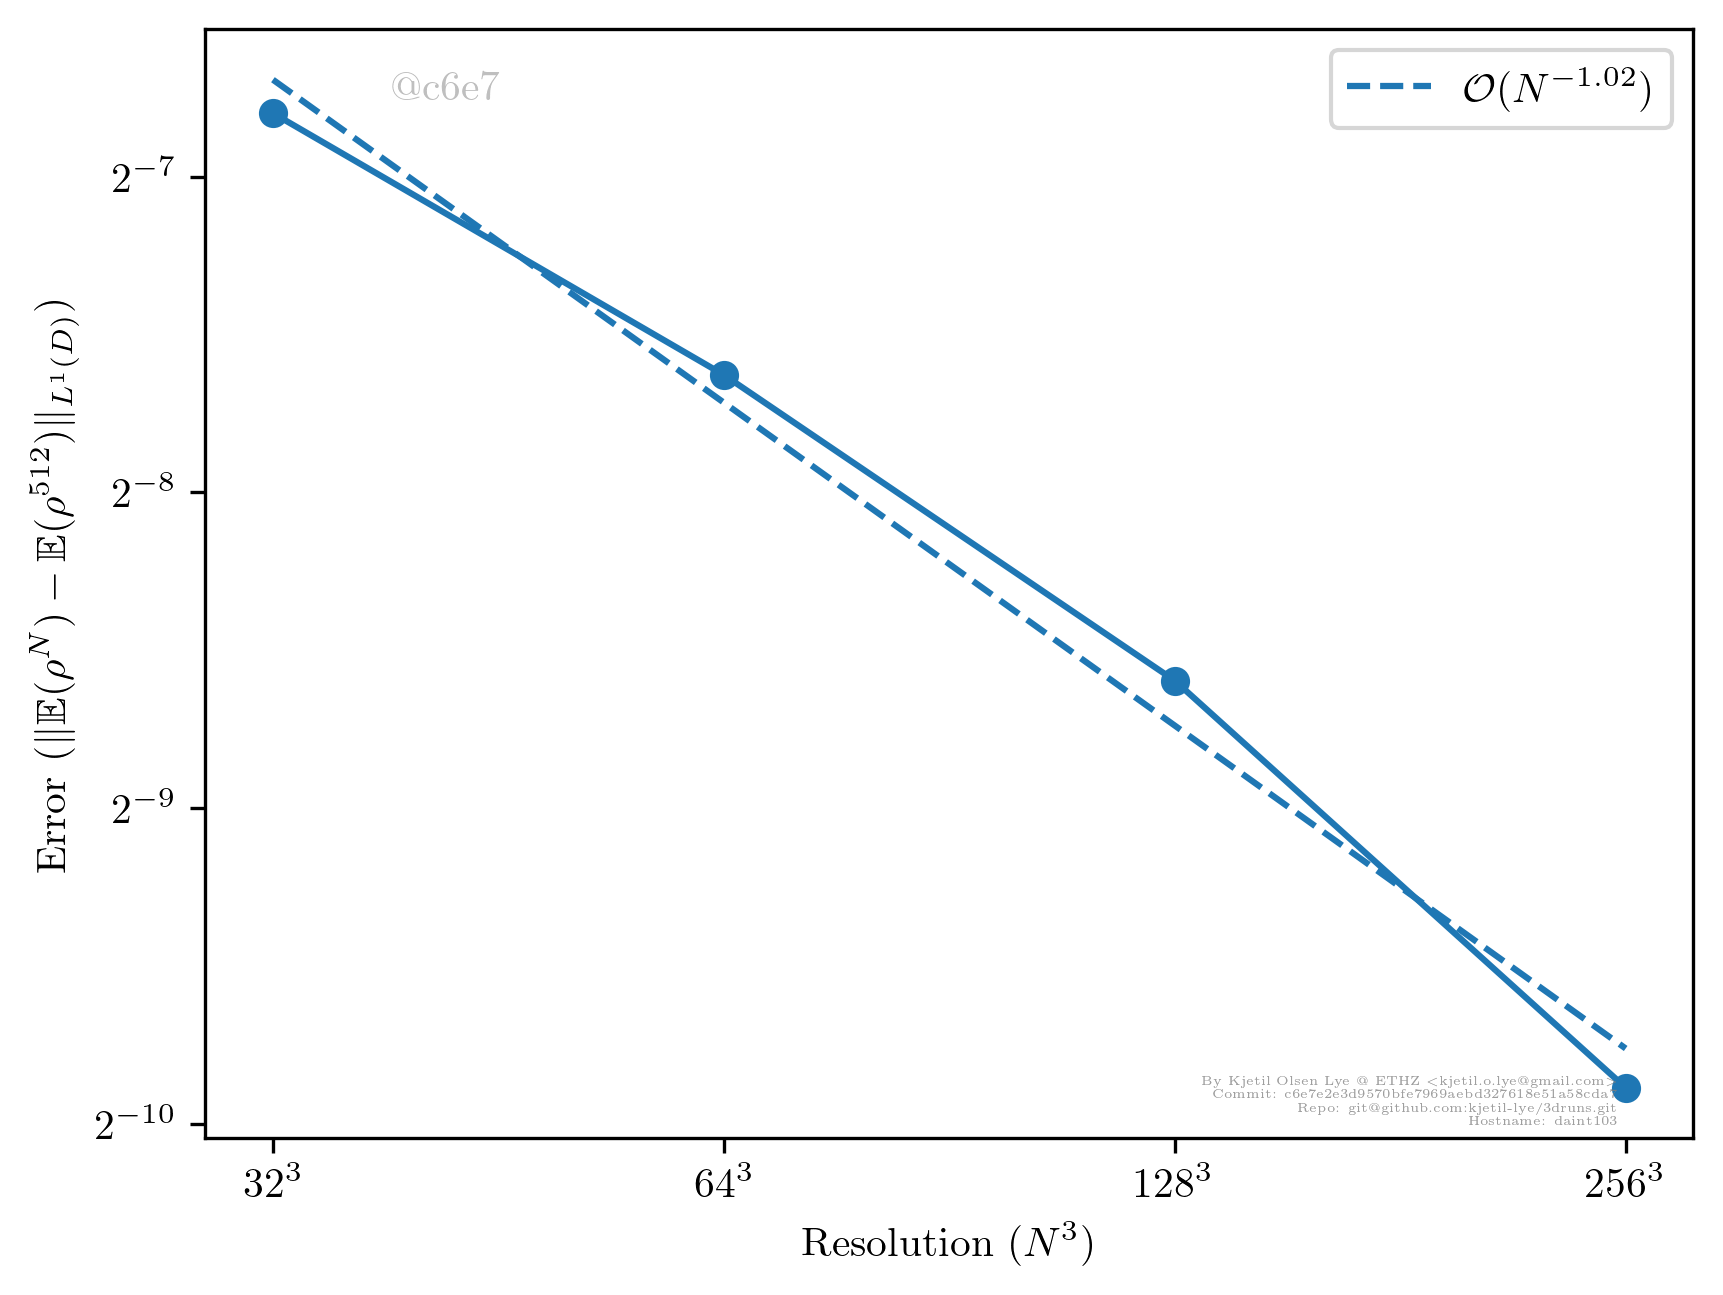 @c6e7
𝒪(N^{-1.02})
2^{-7}
2^{-8}
2^{-9}
2^{-10}
Error (||𝔼(ρ^N) − 𝔼(ρ^{512})||_{L^1(D)})
By Kjetil Olsen Lye @ ETHZ <kjetil.o.lye@gmail.com>
Commit:
Repo: git@github.com:kjetil-lye/3druns.git
Hostname: daint103
32^3 64^3 128^3 256^3
Resolution (N^3)